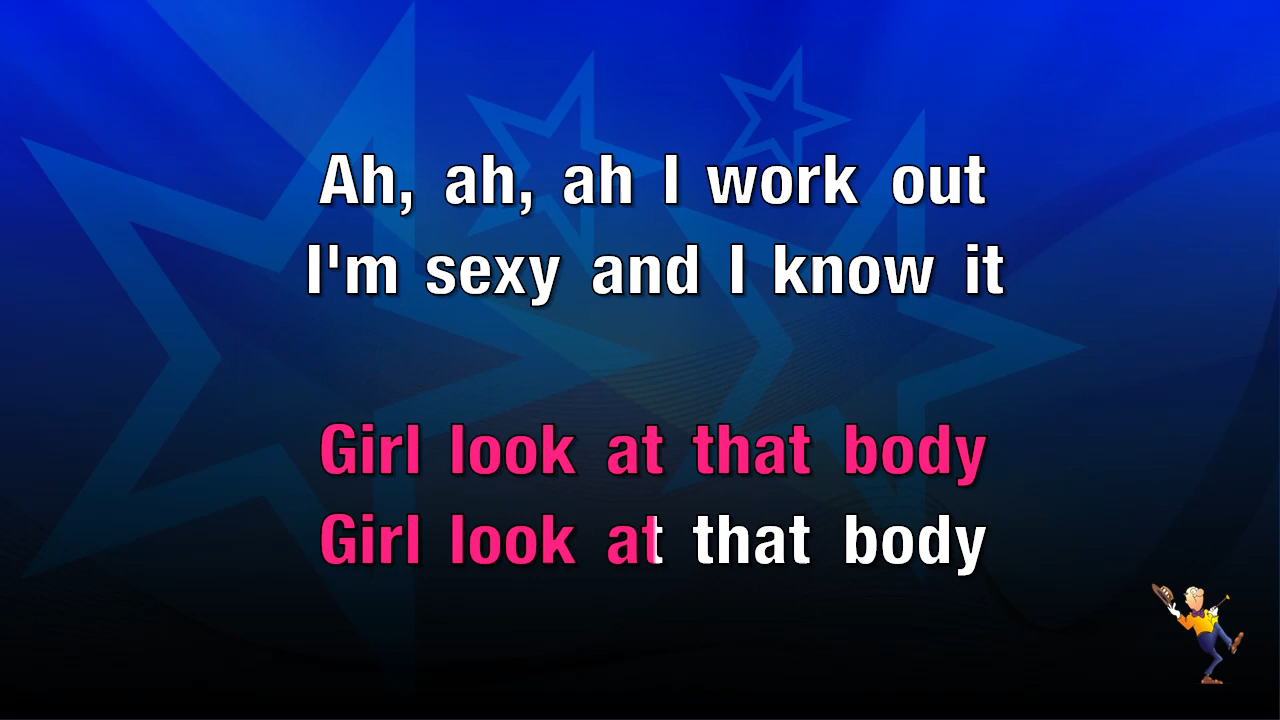 Ah, ah, ah I work out
I'm sexy and I know it
Girl look at that body
Girl look at that body